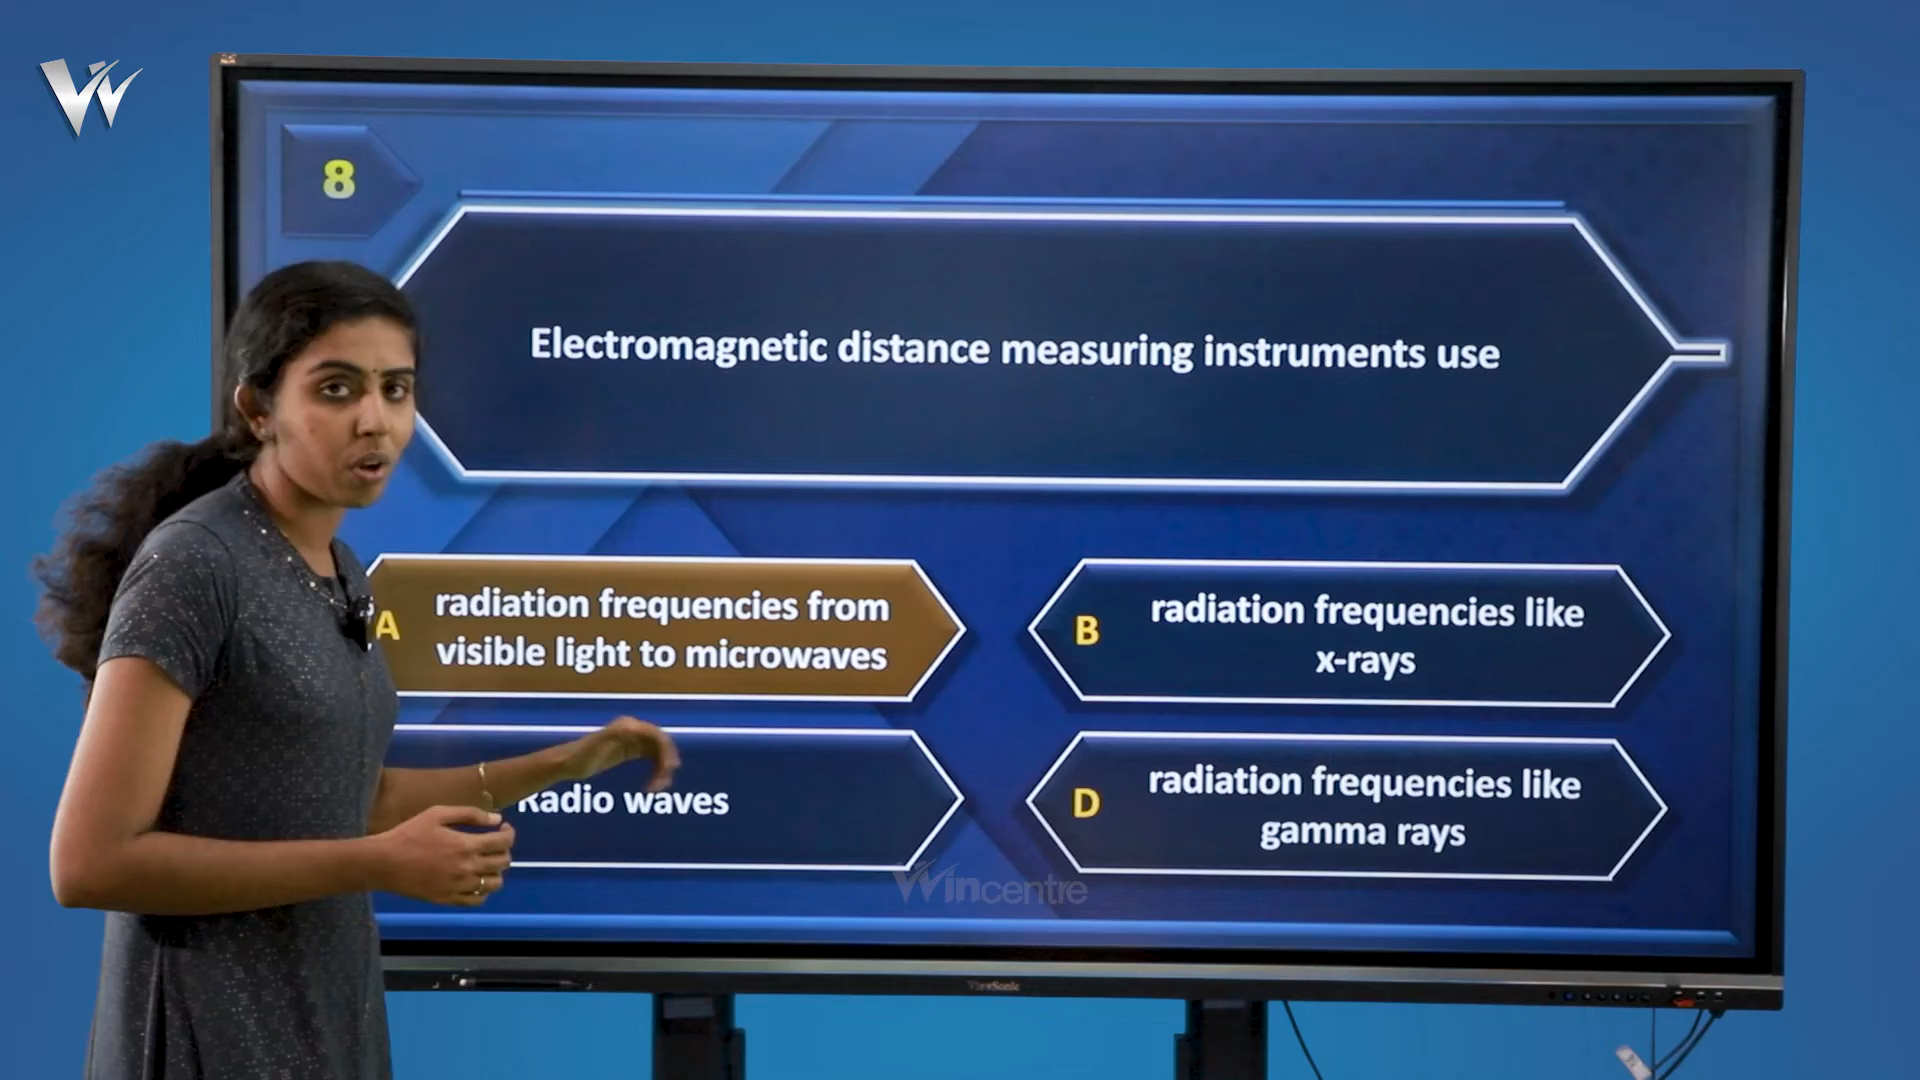 8
Electromagnetic distance measuring instruments use
A
radiation frequencies from
visible light to microwaves
B
radiation frequencies like
x-rays
Radio waves
D
radiation frequencies like
gamma rays
Wincentre
ViewSonic